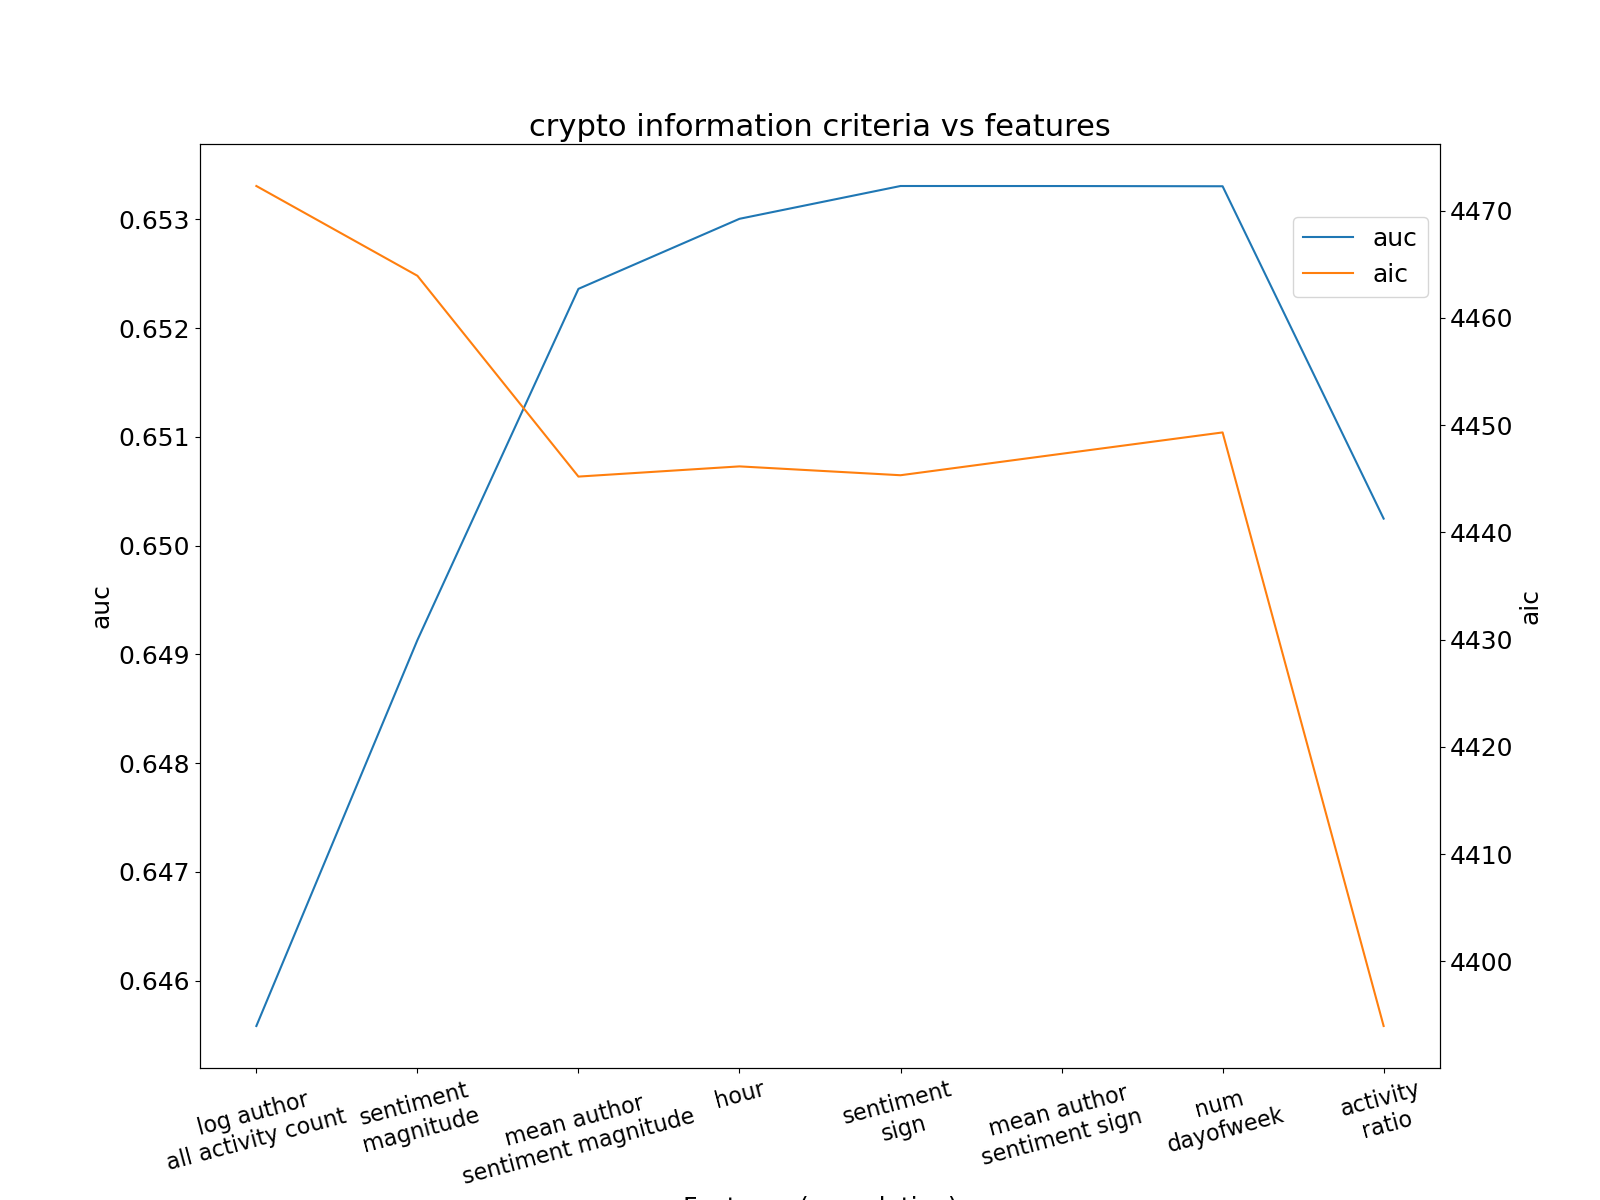 crypto information criteria vs features
auc
aic
0.653
0.652
0.651
0.650
0.649
0.648
0.647
0.646
auc
4470
4460
4450
4440
4430
4420
4410
4400
aic
log author
all activity count
sentiment
magnitude
mean author
sentiment magnitude
hour
sentiment
sign
mean author
sentiment sign
num
dayofweek
activity
ratio